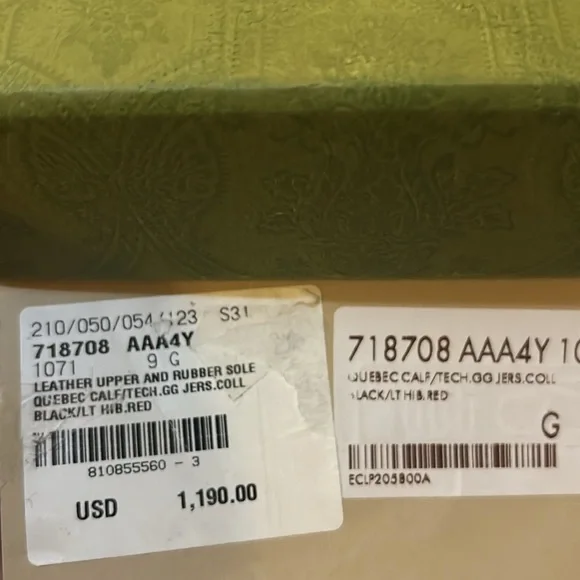 210/050/054 123 S31
718708 AAA4Y
1071 9 G
LEATHER UPPER AND RUBBER SOLE
QUEBEC CALF/TECH.GG JERS.COLL
BLACK/LT HIB.RED
810855560 - 3
USD 1,190.00
718708 AAA4Y 10
QUEBEC CALF/TECH.GG JERS.COLL
BLACK/LT HIB.RED
G
ECLP205800A